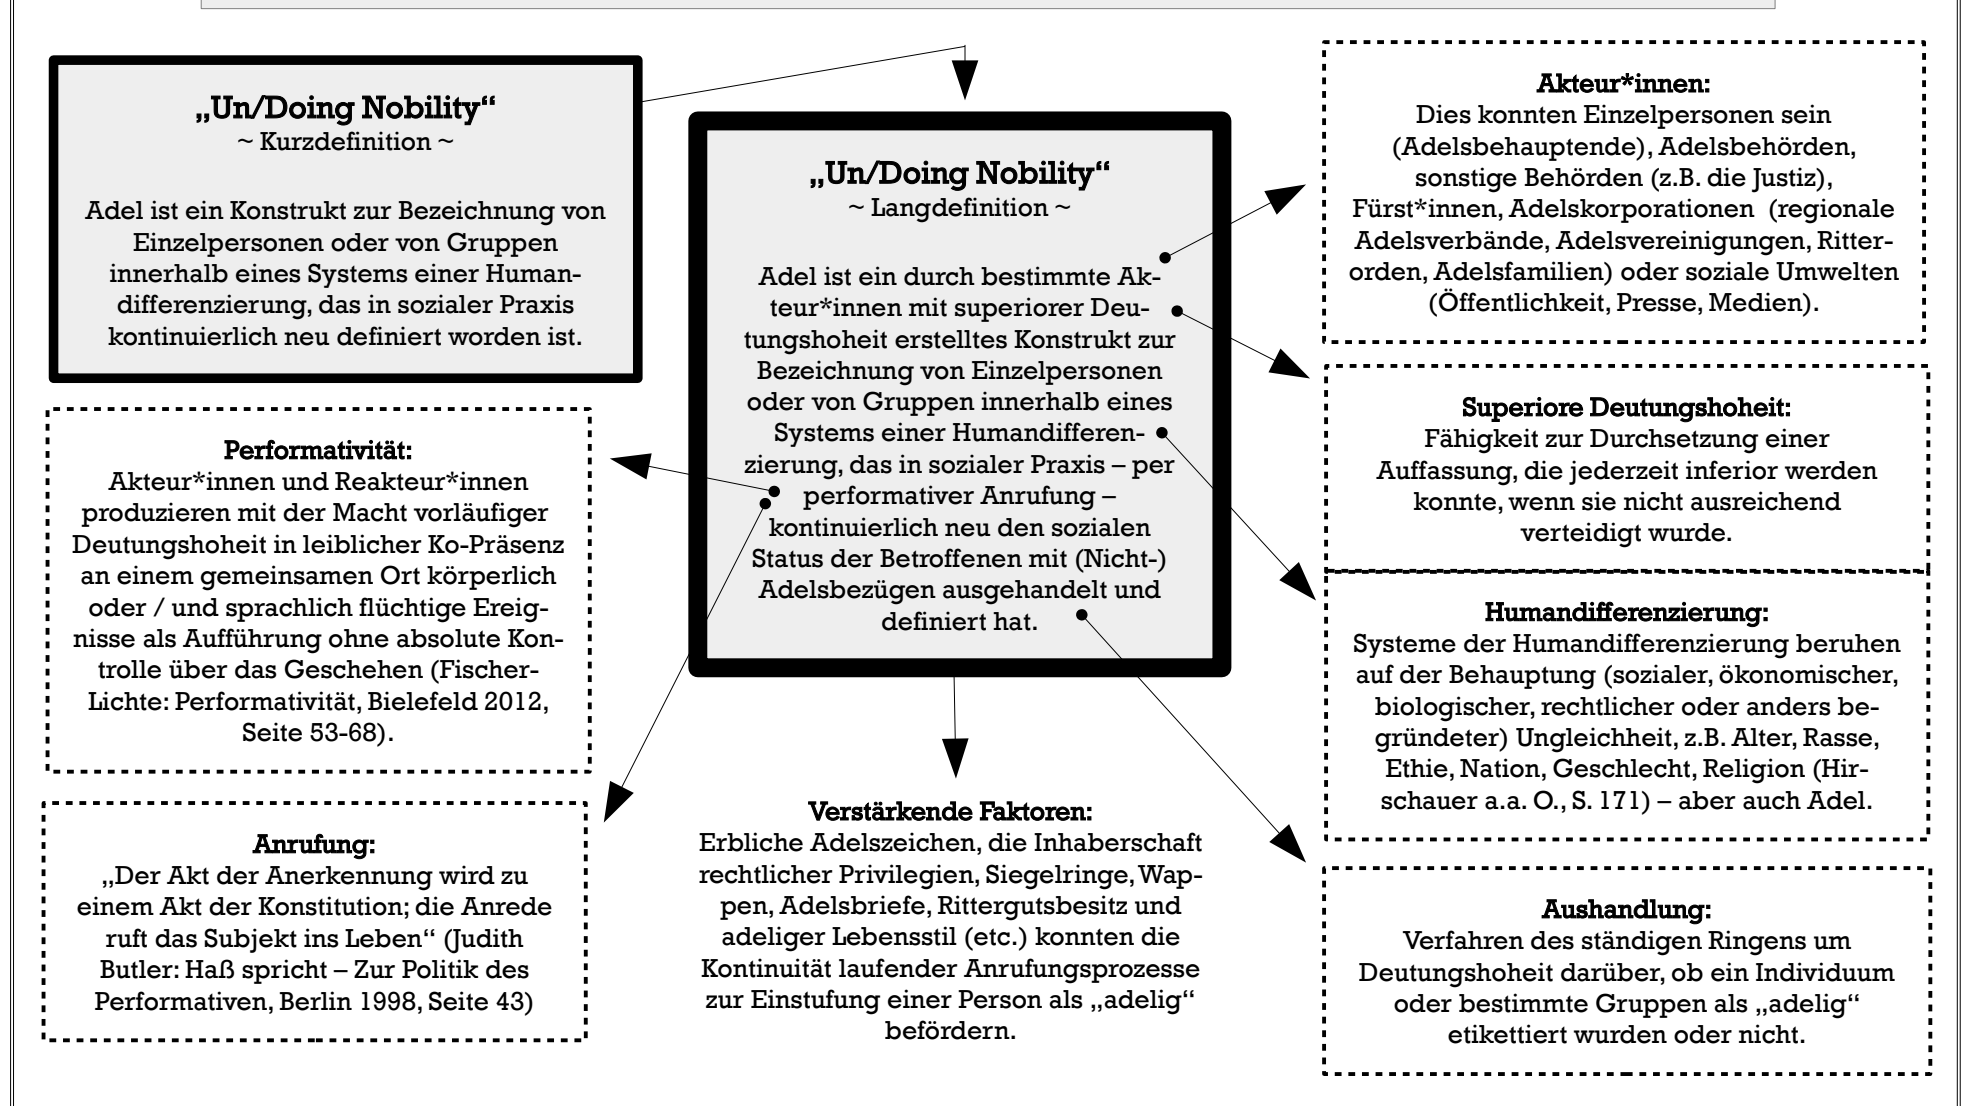 „Un/Doing Nobility“
~ Kurzdefinition ~
Adel ist ein Konstrukt zur Bezeichnung von
Einzelpersonen oder von Gruppen
innerhalb eines Systems einer Human-
differenzierung, das in sozialer Praxis
kontinuierlich neu definiert worden ist.
Performativität:
Akteur*innen und Reakteur*innen
produzieren mit der Macht vorläufiger
Deutungshoheit in leiblicher Ko-Präsenz
an einem gemeinsamen Ort körperlich
oder / und sprachlich flüchtige Ereig-
nisse als Aufführung ohne absolute Kon-
trolle über das Geschehen (Fischer-
Lichte: Performativität, Bielefeld 2012,
Seite 53-68).
Anrufung:
„Der Akt der Anerkennung wird zu
einem Akt der Konstitution; die Anrede
ruft das Subjekt ins Leben“ (Judith
Butler: Haß spricht – Zur Politik des
Performativen, Berlin 1998, Seite 43)
„Un/Doing Nobility“
~ Langdefinition ~
Adel ist ein durch bestimmte Ak-
teur*innen mit superiorer Deu-
tungshoheit erstelltes Konstrukt zur
Bezeichnung von Einzelpersonen
oder von Gruppen innerhalb eines
Systems einer Humandifferen-
zierung, das in sozialer Praxis – per
performativer Anrufung –
kontinuierlich neu den sozialen
Status der Betroffenen mit (Nicht-)
Adelsbezügen ausgehandelt und
definiert hat.
Verstärkende Faktoren:
Erbliche Adelszeichen, die Inhaberschaft
rechtlicher Privilegien, Siegelringe, Wap-
pen, Adelsbriefe, Rittergutsbesitz und
adeliger Lebensstil (etc.) konnten die
Kontinuität laufender Anrufungsprozesse
zur Einstufung einer Person als „adelig“
befördern.
Akteur*innen:
Dies konnten Einzelpersonen sein
(Adelsbehauptende), Adelsbehörden,
sonstige Behörden (z.B. die Justiz),
Fürst*innen, Adelskorporationen (regionale
Adelsverbände, Adelsvereinigungen, Ritter-
orden, Adelsfamilien) oder soziale Umwelten
(Öffentlichkeit, Presse, Medien).
Superiore Deutungshoheit:
Fähigkeit zur Durchsetzung einer
Auffassung, die jederzeit inferior werden
konnte, wenn sie nicht ausreichend
verteidigt wurde.
Humandifferenzierung:
Systeme der Humandifferenzierung beruhen
auf der Behauptung (sozialer, ökonomischer,
biologischer, rechtlicher oder anders be-
gründeter) Ungleichheit, z.B. Alter, Rasse,
Ethie, Nation, Geschlecht, Religion (Hir-
schauer a.a. O., S. 171) – aber auch Adel.
Aushandlung:
Verfahren des ständigen Ringens um
Deutungshoheit darüber, ob ein Individuum
oder bestimmte Gruppen als „adelig“
etikettiert wurden oder nicht.